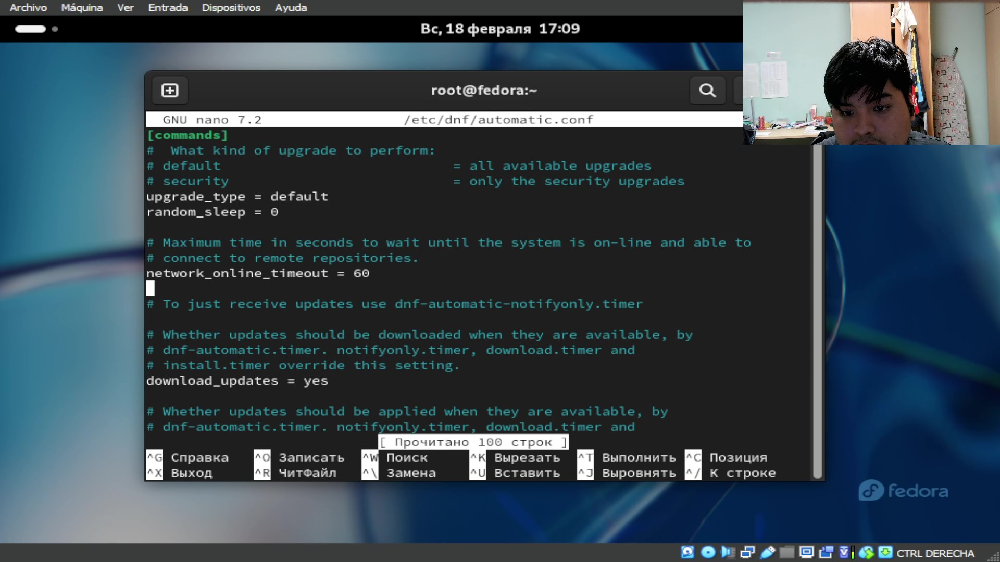 Archivo Máquina Ver Entrada Dispositivos Ayuda
Вс, 18 февраля 17:09
root@fedora:~
GNU nano 7.2 /etc/dnf/automatic.conf
[commands]
# What kind of upgrade to perform:
# default = all available upgrades
# security = only the security upgrades
upgrade_type = default
random_sleep = 0
# Maximum time in seconds to wait until the system is on-line and able to
# connect to remote repositories.
network_online_timeout = 60
# To just receive updates use dnf-automatic-notifyonly.timer
# Whether updates should be downloaded when they are available, by
# dnf-automatic.timer. notifyonly.timer, download.timer and
# install.timer override this setting.
download_updates = yes
# Whether updates should be applied when they are available, by
# dnf-automatic.timer. notifyonly.timer, download.timer and
[ Прочитано 100 строк ]
^G Справка ^O Записать ^W Поиск ^K Вырезать ^T Выполнить ^C Позиция
^X Выход ^R ЧитФайл ^\ Замена ^U Вставить ^J Выровнять ^/ К строке
fedora
CTRL DERECHA